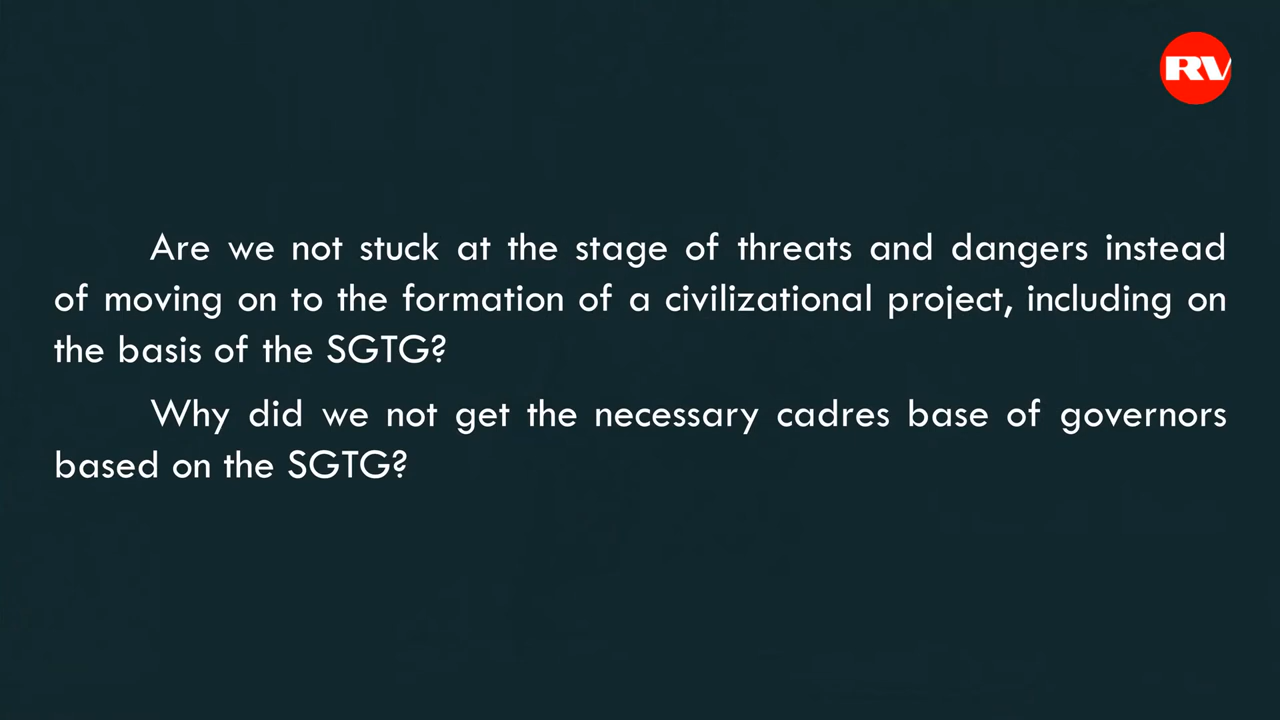 RV
Are we not stuck at the stage of threats and dangers instead
of moving on to the formation of a civilizational project, including on
the basis of the SGTG?
Why did we not get the necessary cadres base of governors
based on the SGTG?